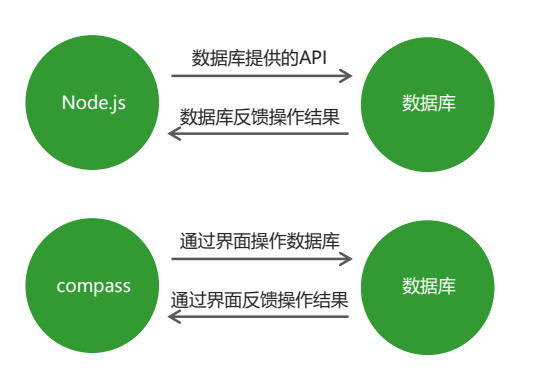 数据库提供的API
Node.js
数据库
数据库反馈操作结果
通过界面操作数据库
compass
数据库
通过界面反馈操作结果